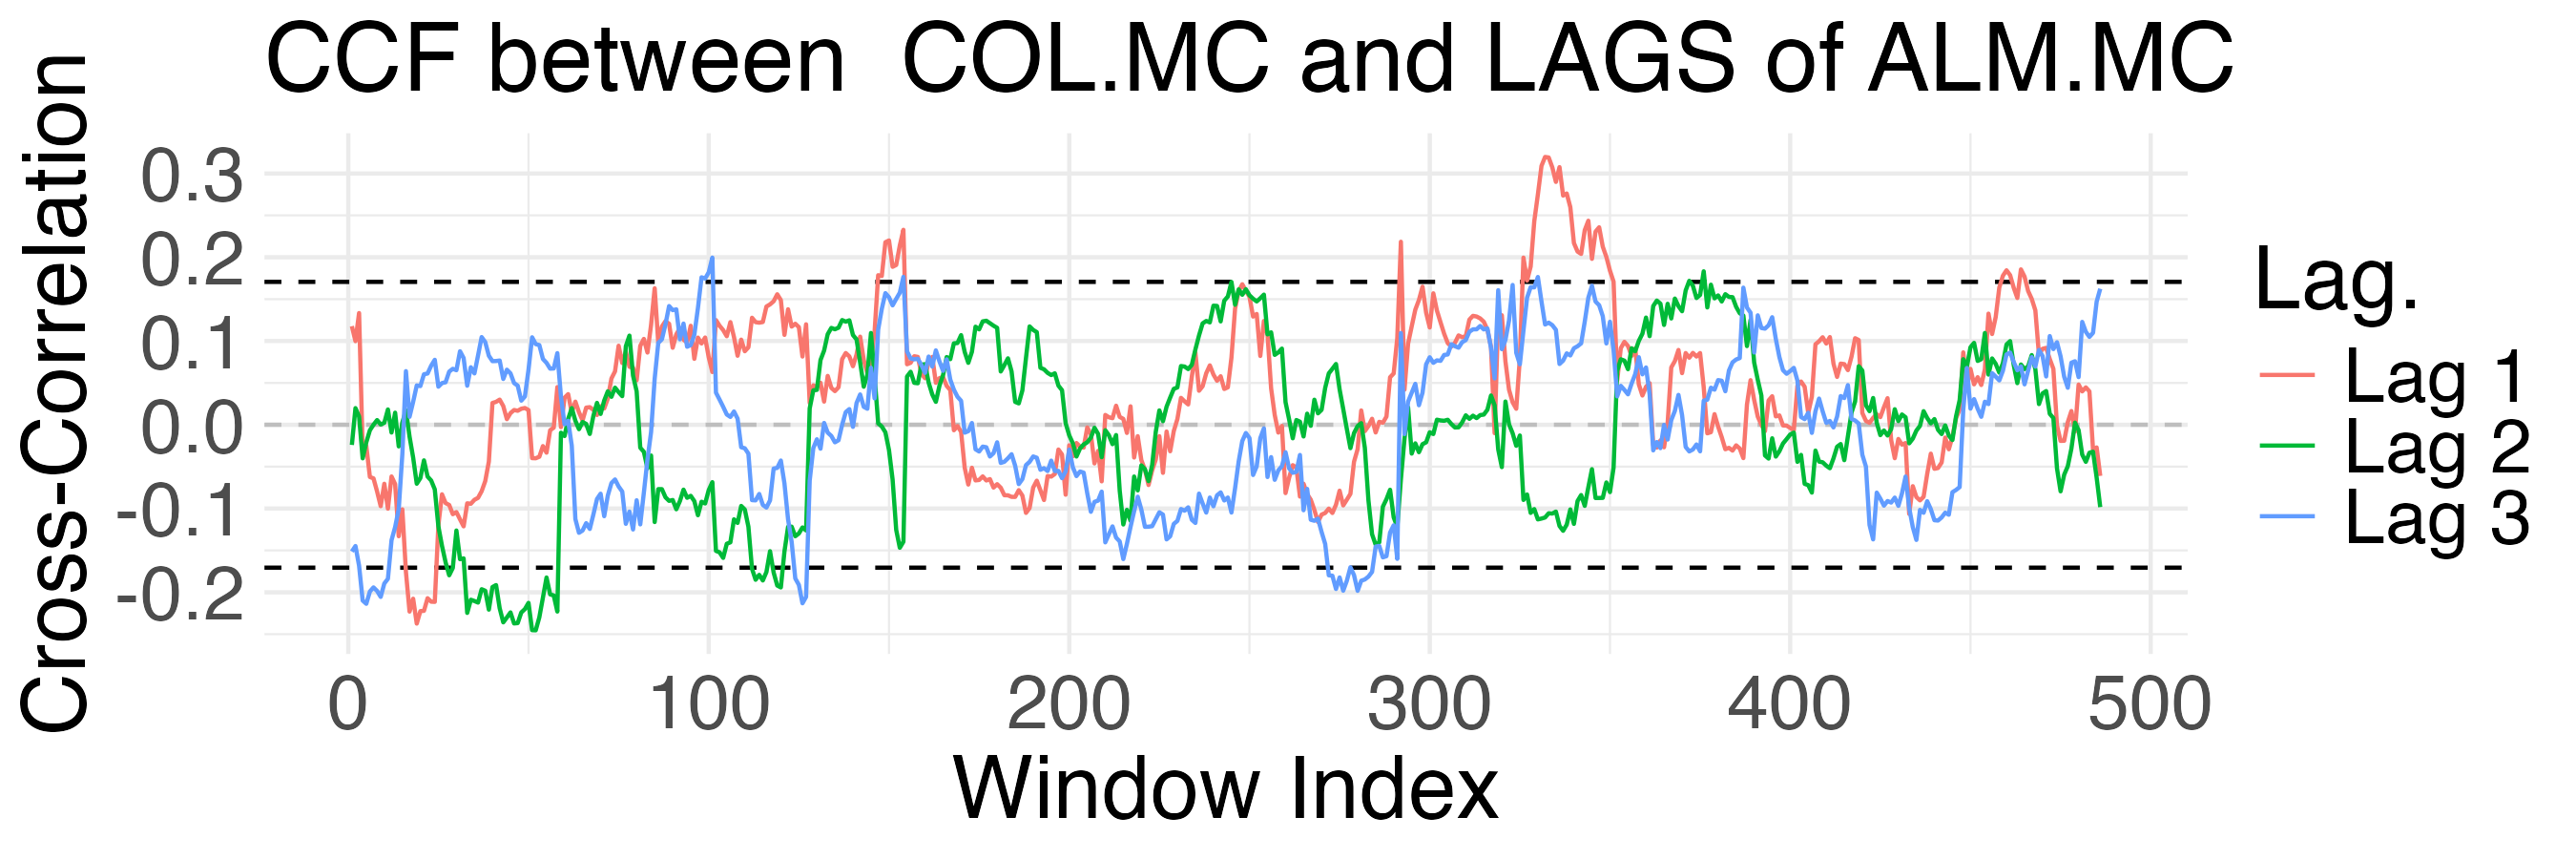 CCF between  COL.MC and LAGS of ALM.MC
Cross-Correlation
0.3
0.2
0.1
0.0
-0.1
-0.2
0 100 200 300 400 500
Window Index
Lag.
Lag 1
Lag 2
Lag 3